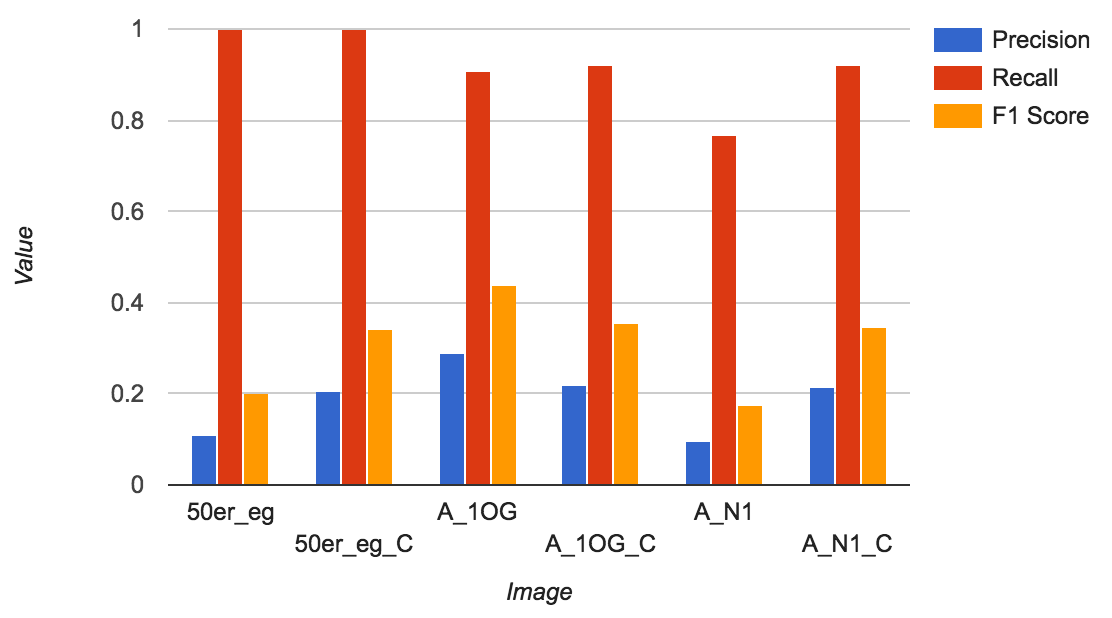 1
0.8
0.6
0.4
0.2
0
Value
50er_eg
50er_eg_C
A_1OG
A_1OG_C
A_N1
A_N1_C
Image
Precision
Recall
F1 Score